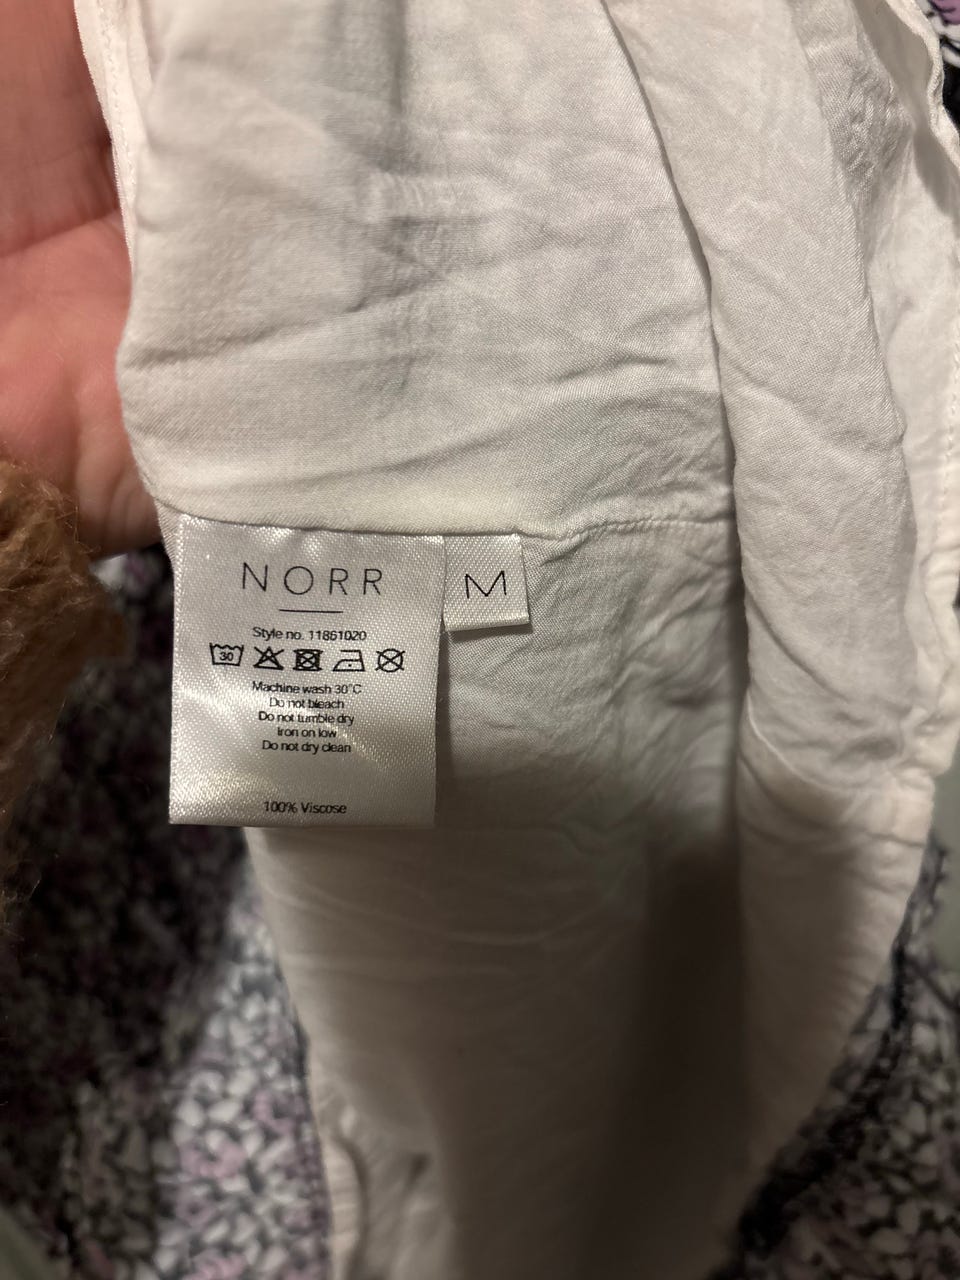 NORR
M
Style no. 11861020
30
Machine wash 30°C
Do not bleach
Do not tumble dry
Iron on low
Do not dry clean
100% Viscose